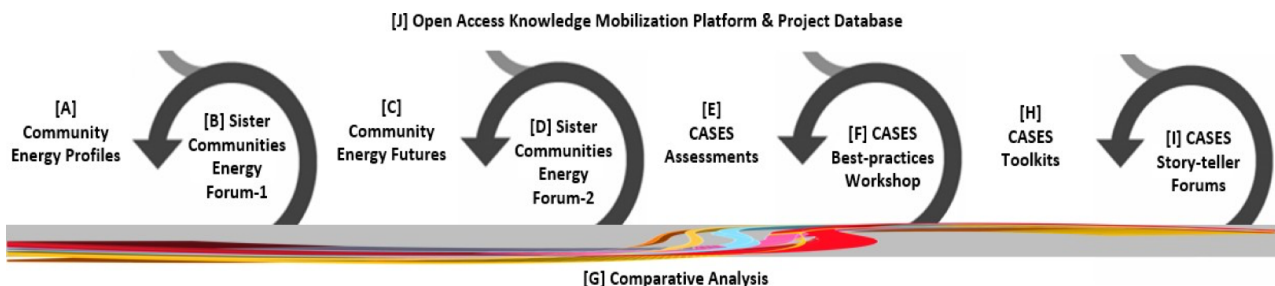 [J] Open Access Knowledge Mobilization Platform & Project Database
[A]
Community
Energy Profiles
[B] Sister
Communities
Energy
Forum-1
[C]
Community
Energy Futures
[D] Sister
Communities
Energy
Forum-2
[E]
CASES
Assessments
[F] CASES
Best-practices
Workshop
[H]
CASES
Toolkits
[I] CASES
Story-teller
Forums
[G] Comparative Analysis